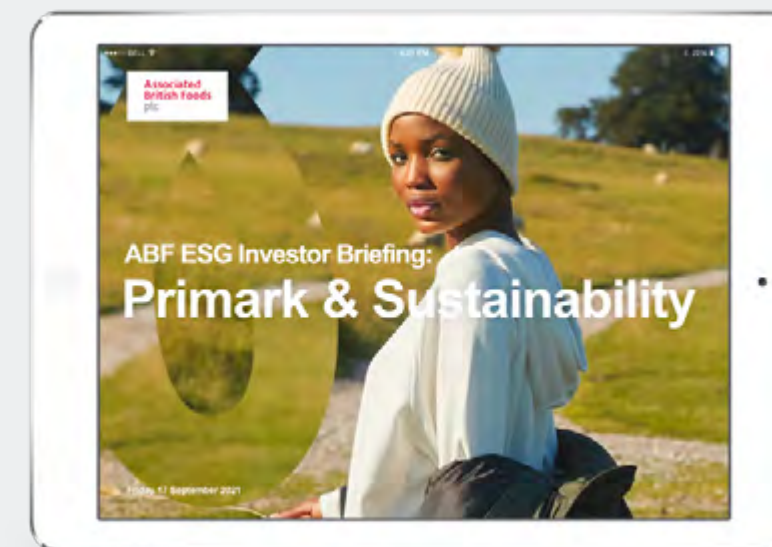 Associated
British Foods
plc
ABF ESG Investor Briefing:
Primark & Sustainability
Friday 17 September 2021